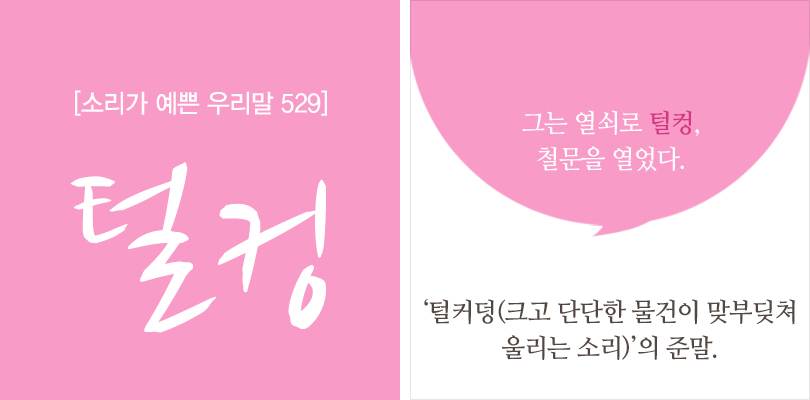 [소리가 예쁜 우리말 529]
털컹
그는 열쇠로 털컹,
철문을 열었다.
‘털커덩(크고 단단한 물건이 맞부딪쳐
울리는 소리)’의 준말.